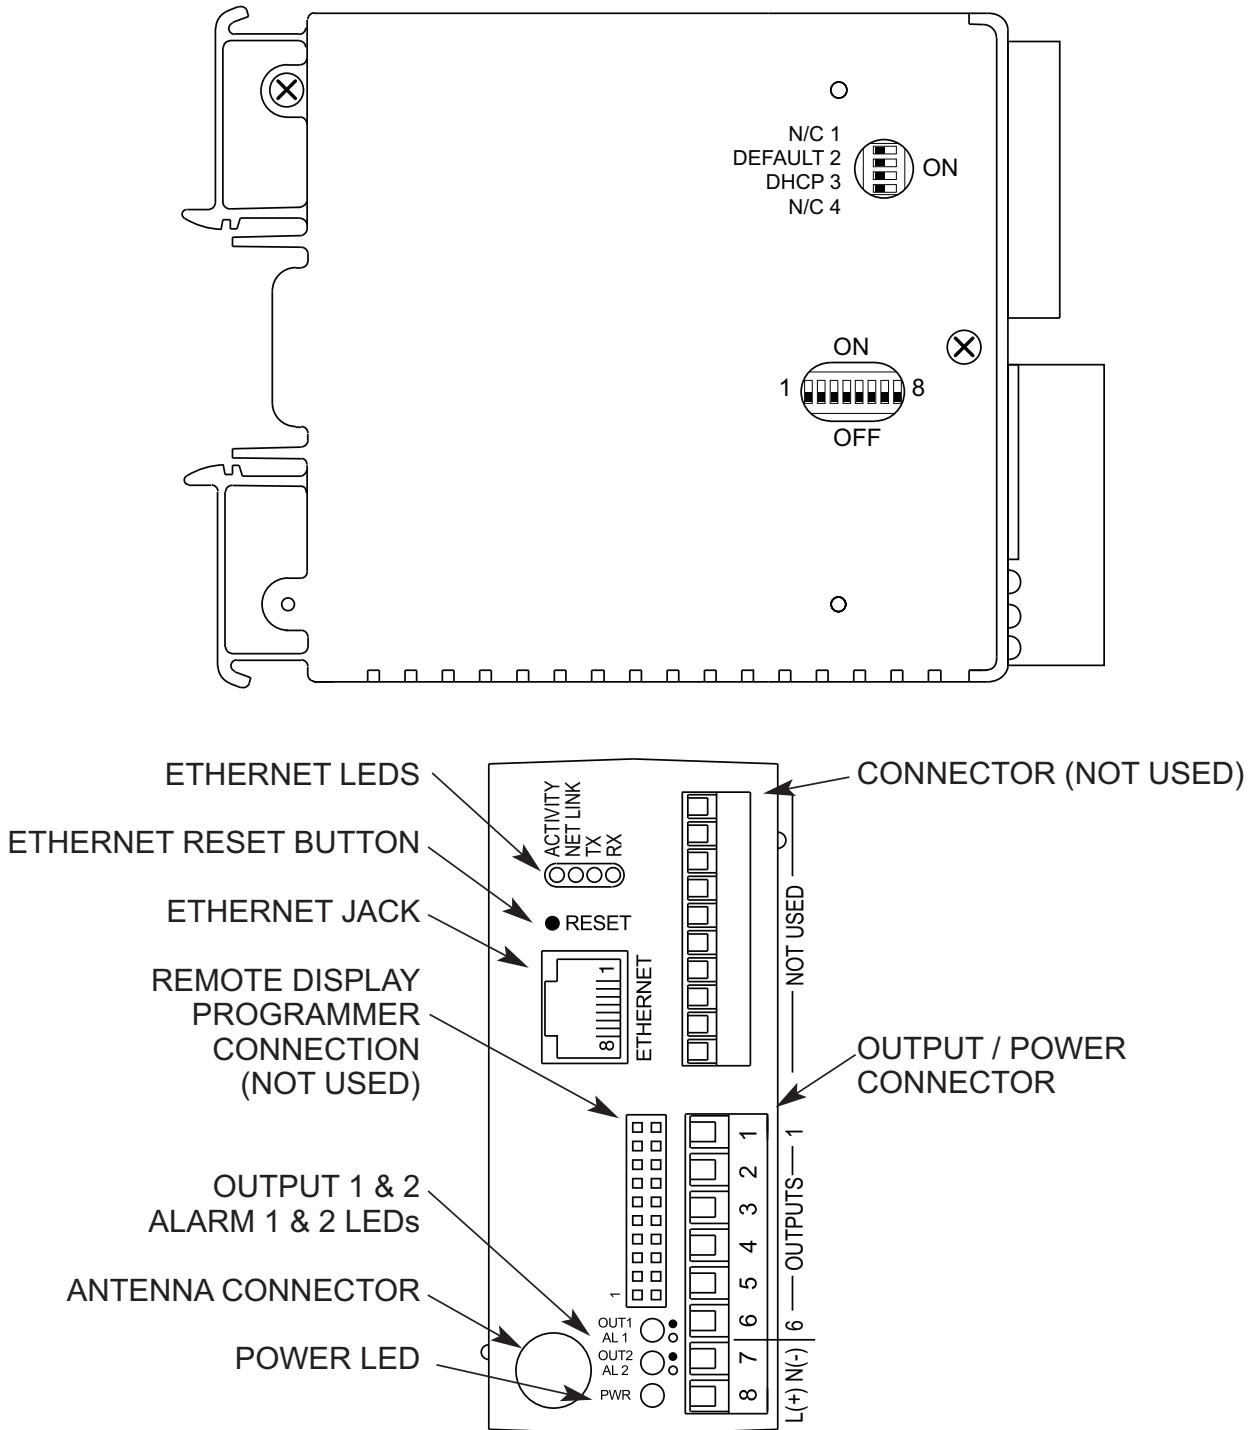 N/C 1
DEFAULT 2
DHCP 3
N/C 4
ON
ON
1
8
OFF
ETHERNET LEDS
ETHERNET RESET BUTTON
ETHERNET JACK
REMOTE DISPLAY
PROGRAMMER
CONNECTION
(NOT USED)
OUTPUT 1 & 2
ALARM 1 & 2 LEDs
ANTENNA CONNECTOR
POWER LED
ACTIVITY
NET LINK
TX
RX
RESET
1
8
ETHERNET
1
OUT1
AL 1
OUT2
AL 2
PWR
CONNECTOR (NOT USED)
NOT USED
OUTPUT / POWER
CONNECTOR
1
2
3
4
5
6
7
8
1
OUTPUTS
6
N(-)
L(+)